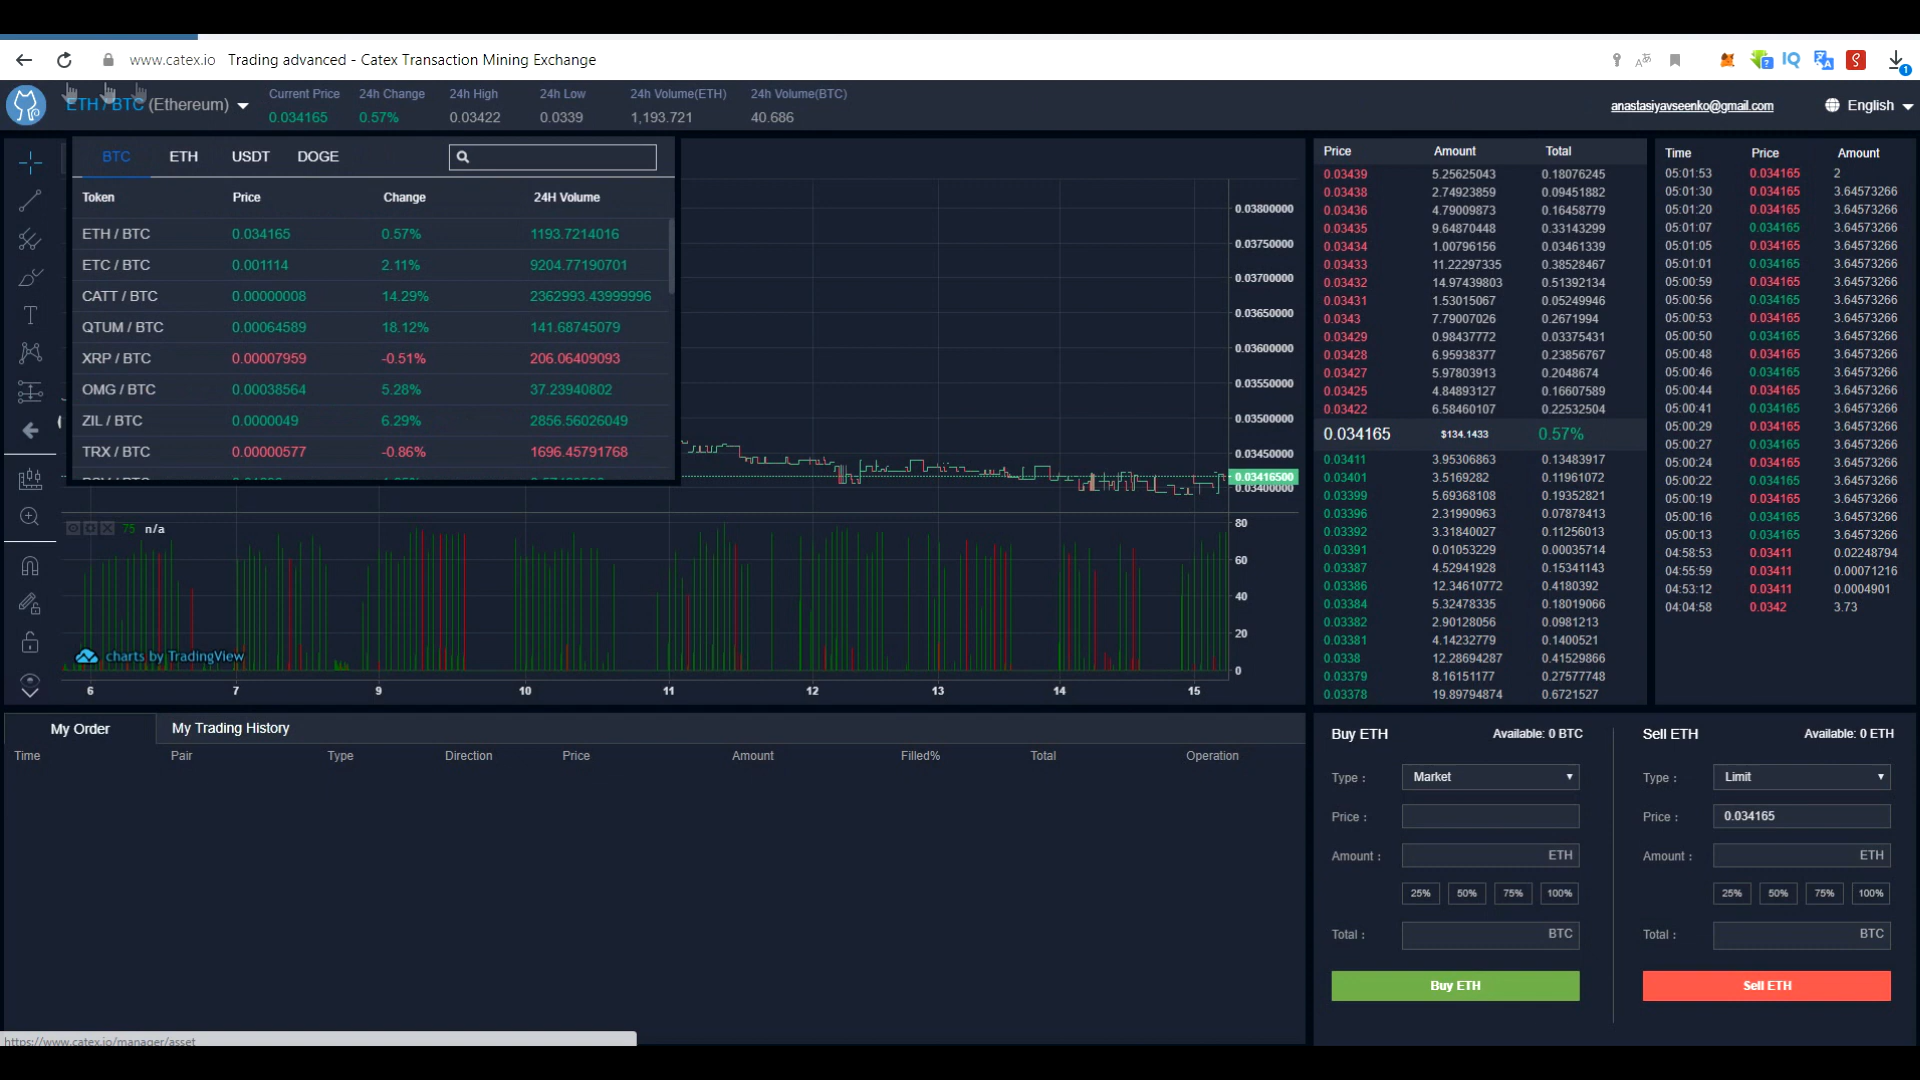 www.catex.io Trading advanced - Catex Transaction Mining Exchange
ETH / BTC (Ethereum)
Current Price 24h Change 24h High 24h Low 24h Volume(ETH) 24h Volume(BTC)
0.034165 0.57% 0.03422 0.0339 1,193.721 40.686
anastasiyavseenko@gmail.com English
BTC ETH USDT DOGE
Token Price Change 24H Volume
ETH / BTC 0.034165 0.57% 1193.7214016
ETC / BTC 0.001114 2.11% 9204.77190701
CATT / BTC 0.00000008 14.29% 2362993.43999996
QTUM / BTC 0.00064589 18.12% 141.68745079
XRP / BTC 0.00007959 -0.51% 206.06409093
OMG / BTC 0.00038564 5.28% 37.23940802
ZIL / BTC 0.0000049 6.29% 2856.56026049
TRX / BTC 0.00000577 -0.86% 1696.45791768
0.03800000
0.03750000
0.03700000
0.03650000
0.03600000
0.03550000
0.03500000
0.03450000
0.03416500
0.03400000
75 n/a
80
60
40
20
0
charts by TradingView
6 7 8 9 10 11 12 13 14 15
Price Amount Total
0.03439 5.25625043 0.18076245
0.03438 2.74923859 0.09451882
0.03436 4.79009873 0.16458779
0.03435 9.64870448 0.33143299
0.03434 1.00796156 0.03461339
0.03433 11.22297335 0.38528467
0.03432 14.97439803 0.51392134
0.03431 1.53015067 0.05249946
0.0343 7.79007026 0.2671994
0.03429 0.98437772 0.03375431
0.03428 6.95938377 0.23856767
0.03427 5.97803913 0.2048674
0.03425 4.84893127 0.16607589
0.03422 6.58460107 0.22532504
0.034165 $134.1433 0.57%
0.03411 3.95306863 0.13483917
0.03401 3.5169282 0.11961072
0.03399 5.69368108 0.19352821
0.03396 2.31990963 0.07878413
0.03392 3.31840027 0.11256013
0.03391 0.01053229 0.00035714
0.03387 4.52941928 0.15341143
0.03386 12.34610772 0.4180392
0.03384 5.32478335 0.18019066
0.03382 2.90128056 0.0981213
0.03381 4.14232779 0.1400521
0.0338 12.28694287 0.41529866
0.03379 8.16151177 0.27577748
0.03378 19.89794874 0.6721527
Time Price Amount
05:01:53 0.034165 2
05:01:30 0.034165 3.64573266
05:01:20 0.034165 3.64573266
05:01:07 0.034165 3.64573266
05:01:05 0.034165 3.64573266
05:01:01 0.034165 3.64573266
05:00:59 0.034165 3.64573266
05:00:56 0.034165 3.64573266
05:00:53 0.034165 3.64573266
05:00:50 0.034165 3.64573266
05:00:48 0.034165 3.64573266
05:00:46 0.034165 3.64573266
05:00:44 0.034165 3.64573266
05:00:41 0.034165 3.64573266
05:00:29 0.034165 3.64573266
05:00:27 0.034165 3.64573266
05:00:24 0.034165 3.64573266
05:00:22 0.034165 3.64573266
05:00:19 0.034165 3.64573266
05:00:16 0.034165 3.64573266
05:00:13 0.034165 3.64573266
04:58:53 0.03411 0.02248794
04:55:59 0.03411 0.00071216
04:53:12 0.03411 0.0004901
04:04:58 0.0342 3.73
My Order My Trading History
Time Pair Type Direction Price Amount Filled% Total Operation
Buy ETH Available: 0 BTC
Type : Market
Price :
Amount : ETH
25% 50% 75% 100%
Total : BTC
Buy ETH
Sell ETH Available: 0 ETH
Type : Limit
Price : 0.034165
Amount : ETH
25% 50% 75% 100%
Total : BTC
Sell ETH
https://www.catex.io/manager/asset